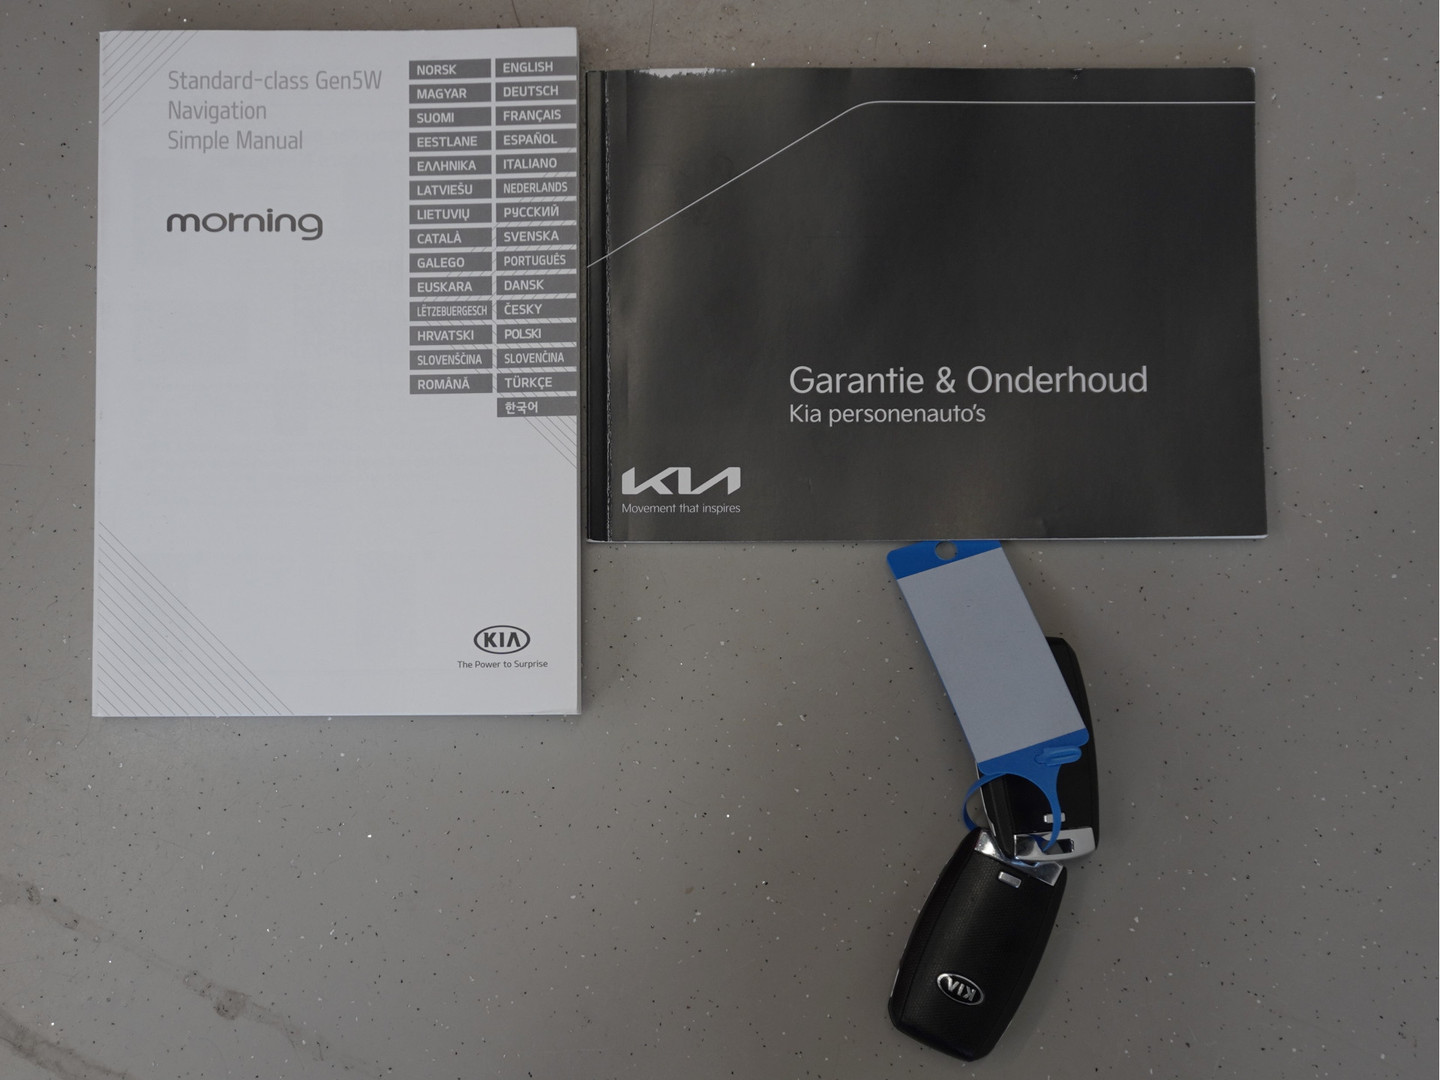 Standard-class Gen5W
Navigation
Simple Manual
morning
NORSK
MAGYAR
SUOMI
EESTLANE
ΕΛΛΗΝΙΚΑ
LATVIEŠU
LIETUVIŲ
CATALÀ
GALEGO
EUSKARA
LËTZEBUERGESCH
HRVATSKI
SLOVENŠČINA
ROMÂNĂ
ENGLISH
DEUTSCH
FRANÇAIS
ESPAÑOL
ITALIANO
NEDERLANDS
РУССКИЙ
SVENSKA
PORTUGUÊS
DANSK
ČESKY
POLSKI
SLOVENČINA
TÜRKÇE
한국어
KIA
The Power to Surprise
Garantie & Onderhoud
Kia personenauto's
KIA
Movement that inspires
KIA